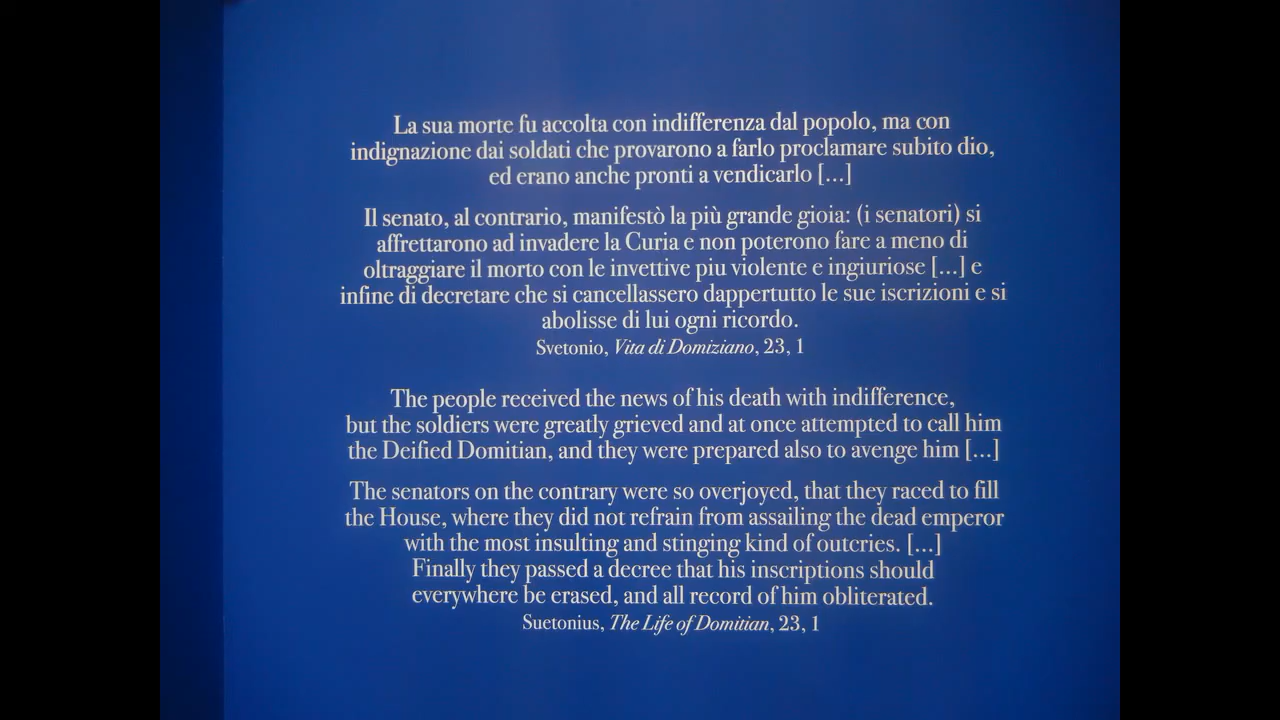 La sua morte fu accolta con indifferenza dal popolo, ma con
indignazione dai soldati che provarono a farlo proclamare subito dio,
ed erano anche pronti a vendicarlo [...]
Il senato, al contrario, manifestò la più grande gioia: (i senatori) si
affrettarono ad invadere la Curia e non poterono fare a meno di
oltraggiare il morto con le invettive piu violente e ingiuriose [...] e
infine di decretare che si cancellassero dappertutto le sue iscrizioni e si
abolisse di lui ogni ricordo.
Svetonio, Vita di Domiziano, 23, 1
The people received the news of his death with indifference,
but the soldiers were greatly grieved and at once attempted to call him
the Deified Domitian, and they were prepared also to avenge him [...]
The senators on the contrary were so overjoyed, that they raced to fill
the House, where they did not refrain from assailing the dead emperor
with the most insulting and stinging kind of outcries. [...]
Finally they passed a decree that his inscriptions should
everywhere be erased, and all record of him obliterated.
Suetonius, The Life of Domitian, 23, 1